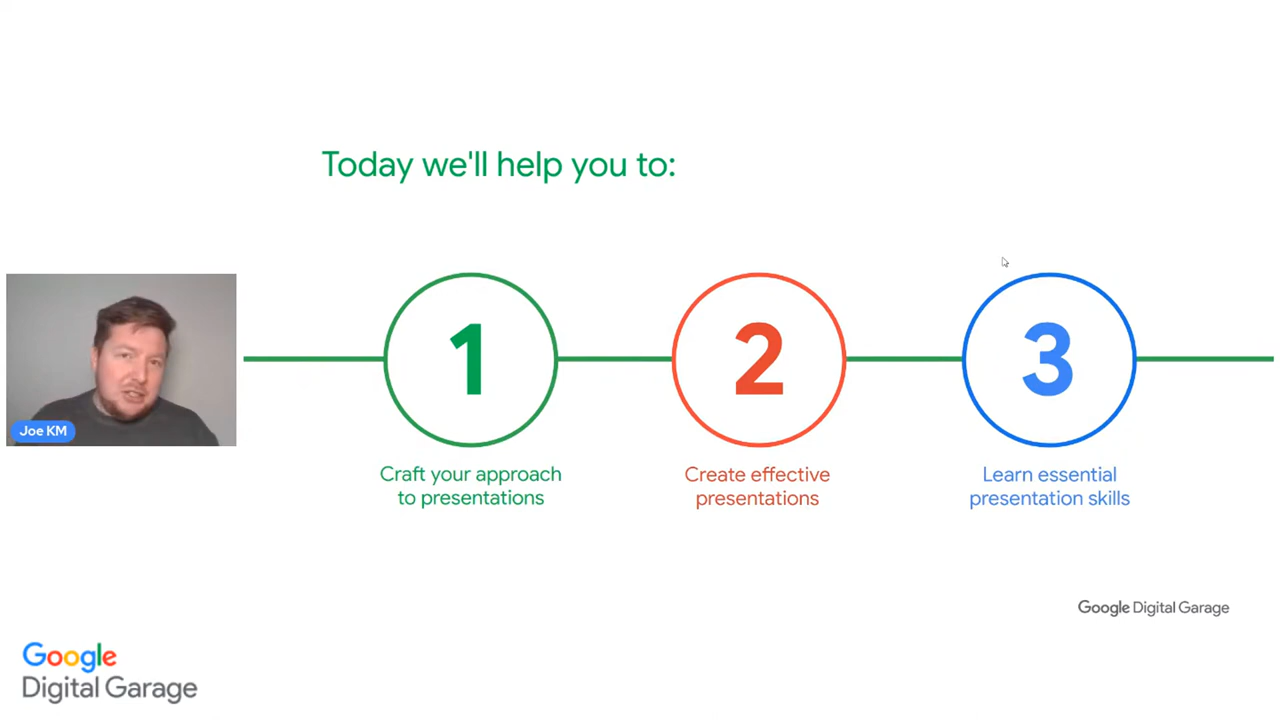 Today we'll help you to:
1
2
3
Joe KM
Craft your approach
to presentations
Create effective
presentations
Learn essential
presentation skills
Google Digital Garage
Google
Digital Garage